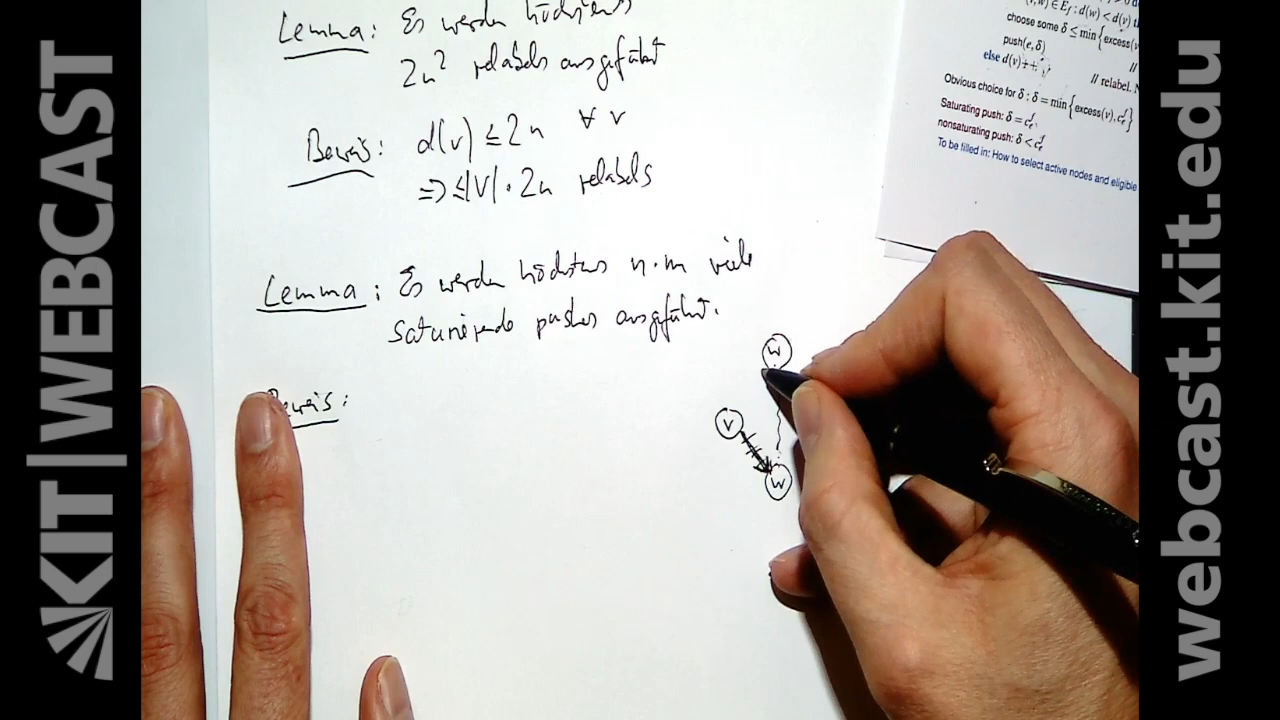 Lemma: Es werden höchstens
2n² relabels ausgeführt
Beweis: d(v) ≤ 2n ∀ v
⇒ ≤ |V| · 2n relabels
Lemma: Es werden höchstens n·m viele
saturierende pushes ausgeführt.
Beweis:
w
v
w
(v, w) ∈ E_f : d(w) < d(v)
choose some δ ≤ min{excess(v
push(e, δ)
//
else d(v)++;
// relabel. N
Obvious choice for δ : δ = min{excess(v), c_e^f}
Saturating push: δ = c_e^f,
nonsaturating push: δ < c_e^f
To be filled in: How to select active nodes and eligible
KIT|WEBCAST
webcast.kit.edu